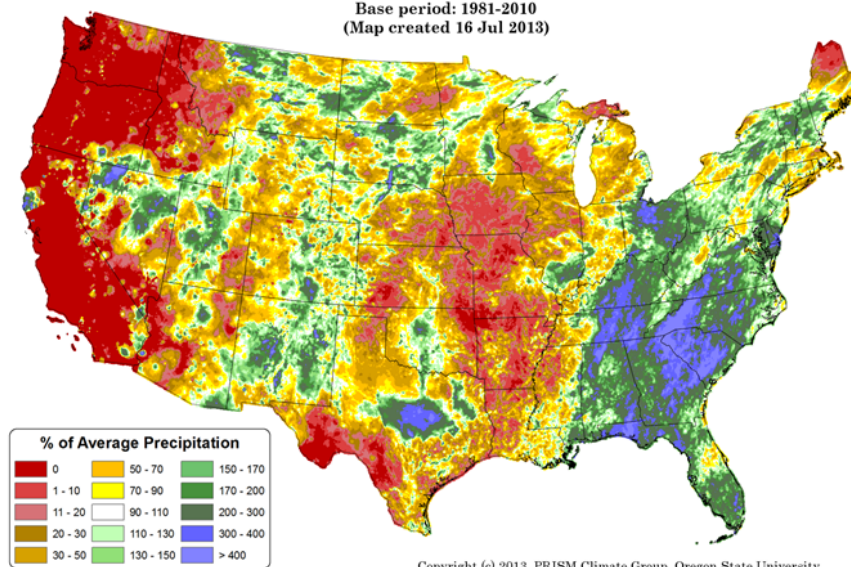 Base period: 1981-2010
(Map created 16 Jul 2013)
% of Average Precipitation
0
1 - 10
11 - 20
20 - 30
30 - 50
50 - 70
70 - 90
90 - 110
110 - 130
130 - 150
150 - 170
170 - 200
200 - 300
300 - 400
> 400
Copyright (c) 2013, PRISM Climate Group, Oregon State University